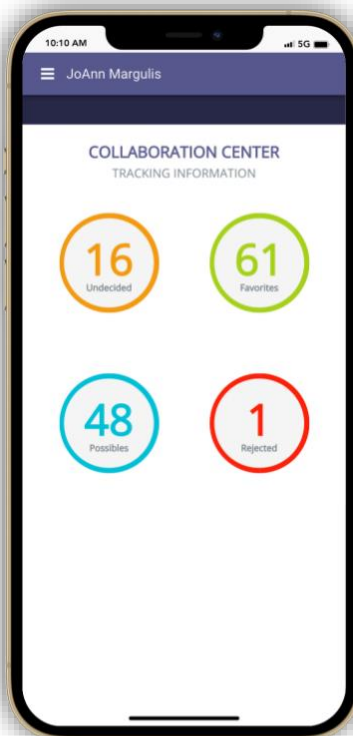 10:10 AM
5G
JoAnn Margulis
COLLABORATION CENTER
TRACKING INFORMATION
16
Undecided
61
Favorites
48
Possibles
1
Rejected